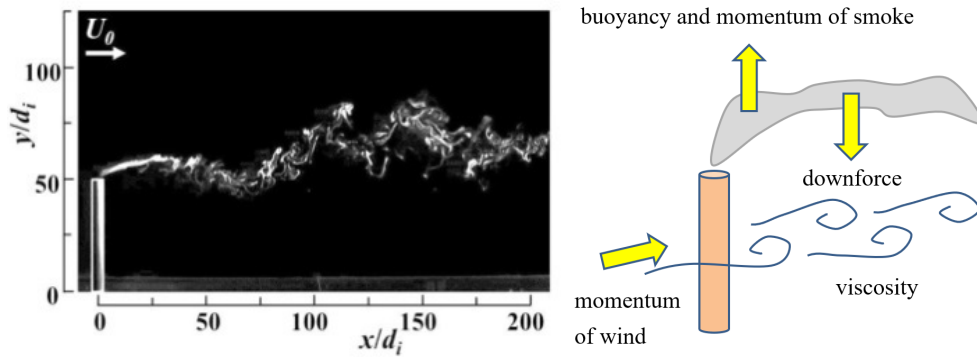 U₀
100
50
0
y/dᵢ
0
50
100
150
200
x/dᵢ
buoyancy and momentum of smoke
downforce
momentum
of wind
viscosity